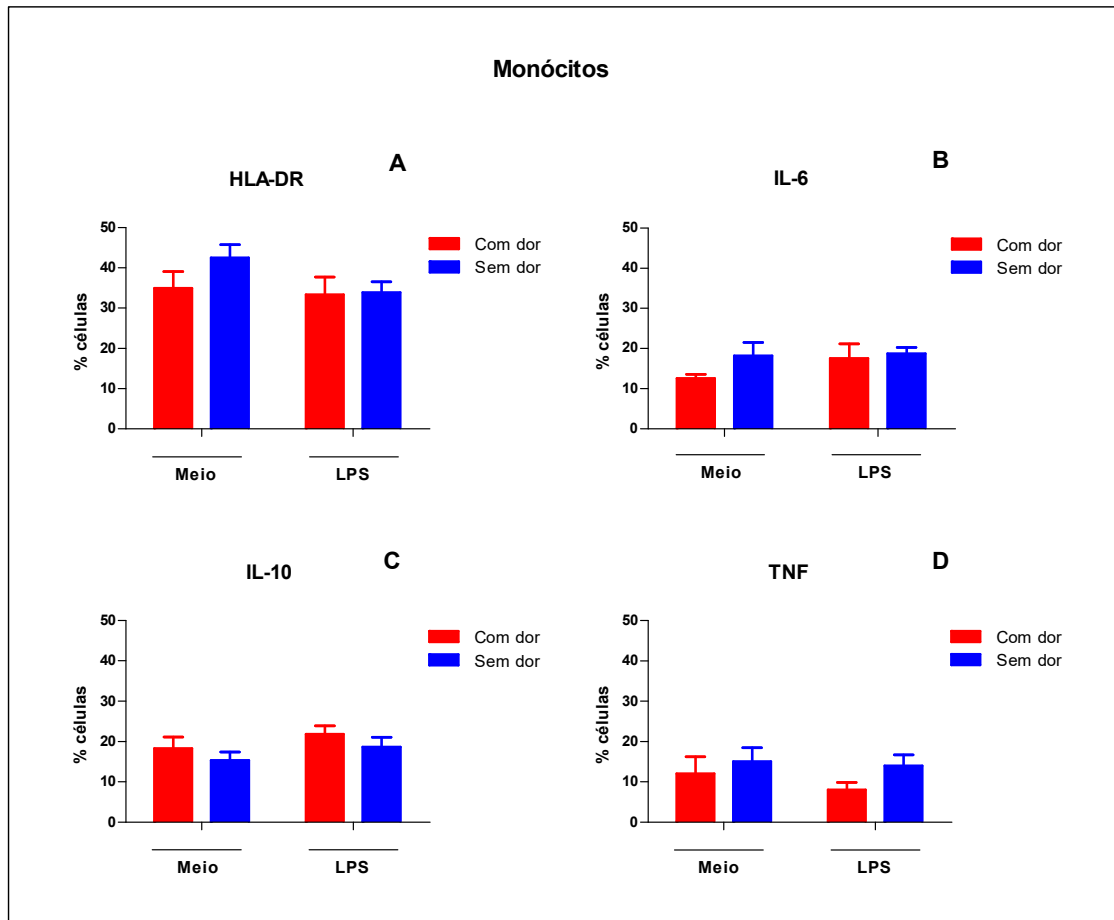 Monócitos
A
HLA-DR
% células
50
40
30
20
10
0
Com dor
Sem dor
Meio
LPS
B
IL-6
% células
50
40
30
20
10
0
Com dor
Sem dor
Meio
LPS
C
IL-10
% células
50
40
30
20
10
0
Com dor
Sem dor
Meio
LPS
D
TNF
% células
50
40
30
20
10
0
Com dor
Sem dor
Meio
LPS